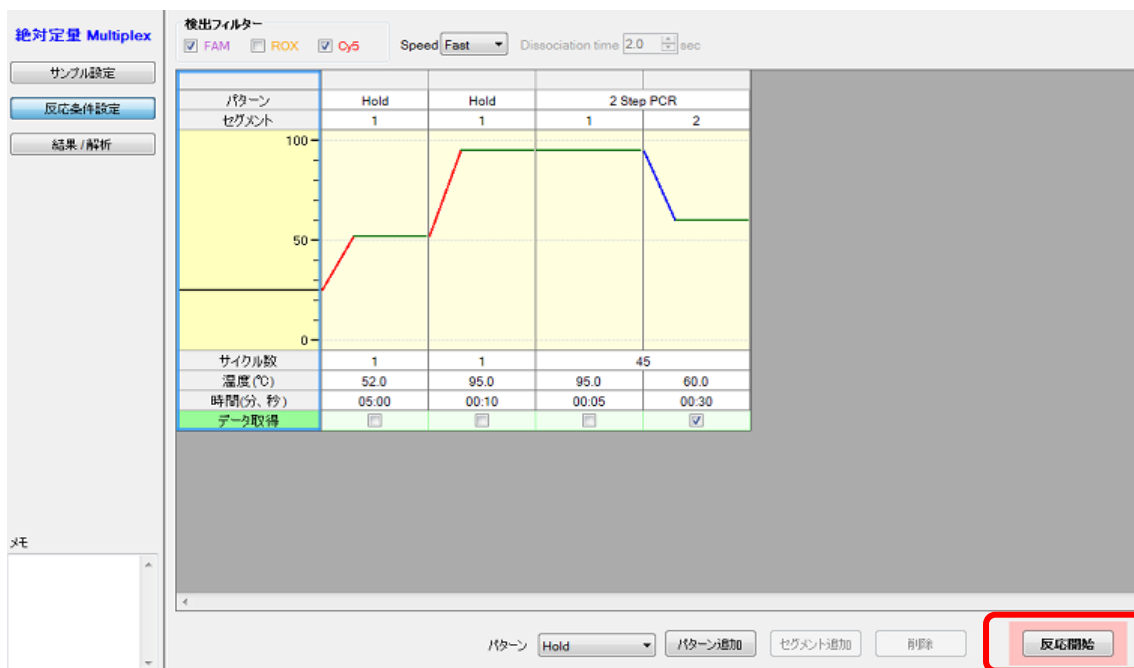 絶対定量 Multiplex
サンプル設定
反応条件設定
結果 / 解析
メモ
検出フィルター
FAM ROX Cy5 Speed Fast Dissociation time 2.0 sec
パターン Hold Hold 2 Step PCR
セグメント 1 1 1 2
100
50
0
サイクル数 1 1 45
温度(℃) 52.0 95.0 95.0 60.0
時間(分、秒) 05:00 00:10 00:05 00:30
データ取得
パターン Hold パターン追加 セグメント追加 削除 反応開始